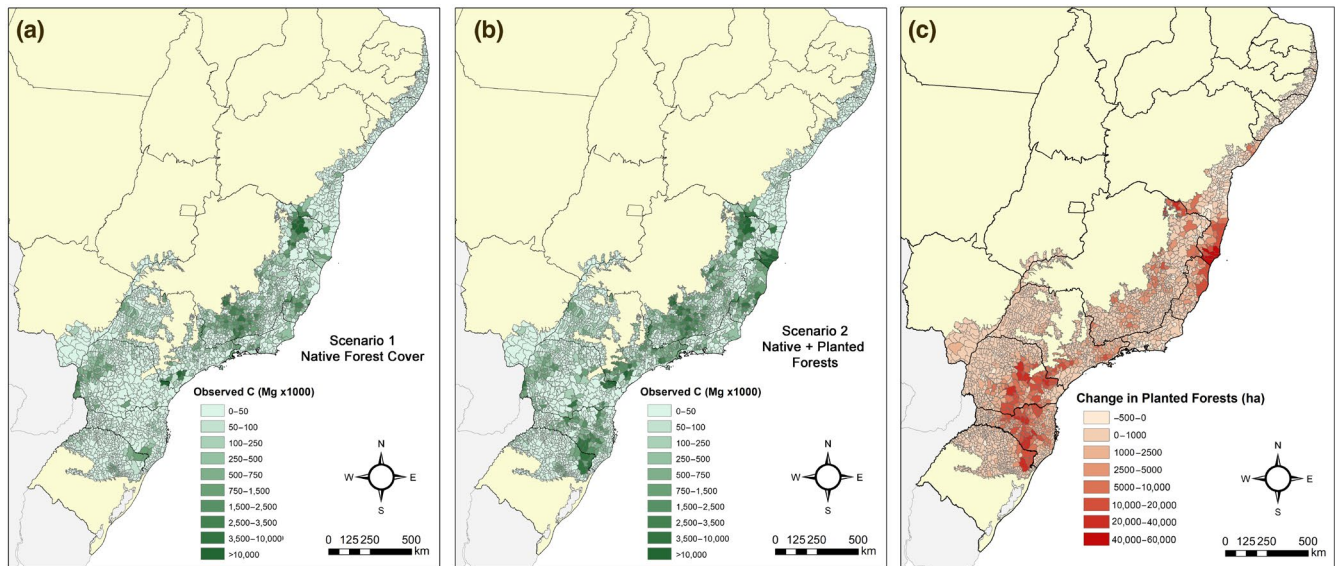 (a)
Scenario 1
Native Forest Cover
Observed C (Mg x1000)
0–50
50–100
100–250
250–500
500–750
750–1,500
1,500–2,500
2,500–3,500
3,500–10,000
>10,000
N
W E
S
0 125 250 500
km
(b)
Scenario 2
Native + Planted
Forests
Observed C (Mg x1000)
0–50
50–100
100–250
250–500
500–750
750–1,500
1,500–2,500
2,500–3,500
3,500–10,000
>10,000
N
W E
S
0 125 250 500
km
(c)
Change in Planted Forests (ha)
-500–0
0–1000
1000–2500
2500–5000
5000–10,000
10,000–20,000
20,000–40,000
40,000–60,000
N
W E
S
0 125 250 500
km